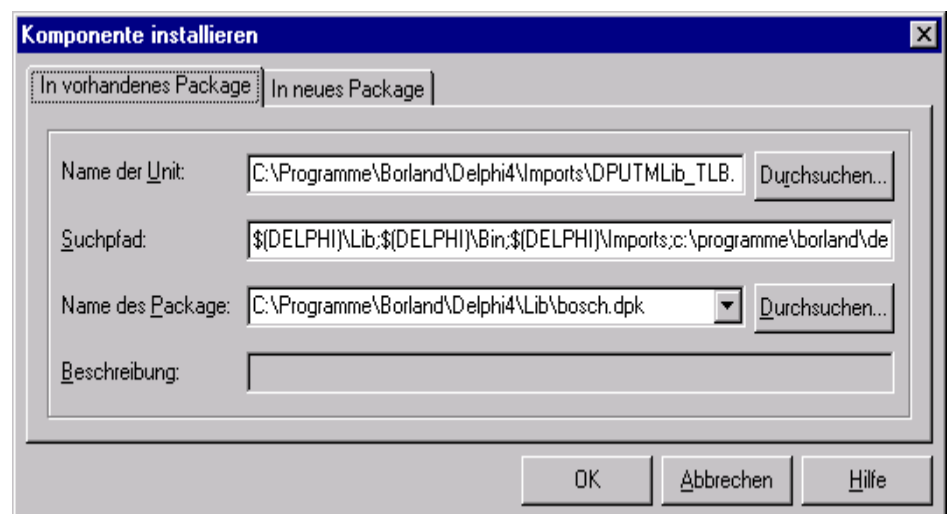 Komponente installieren
In vorhandenes Package In neues Package
Name der Unit: C:\Programme\Borland\Delphi4\Imports\DPUTMLib_TLB. Durchsuchen...
Suchpfad: $(DELPHI)\Lib;$(DELPHI)\Bin;$(DELPHI)\Imports;c:\programme\borland\de
Name des Package: C:\Programme\Borland\Delphi4\Lib\bosch.dpk Durchsuchen...
Beschreibung:
OK Abbrechen Hilfe